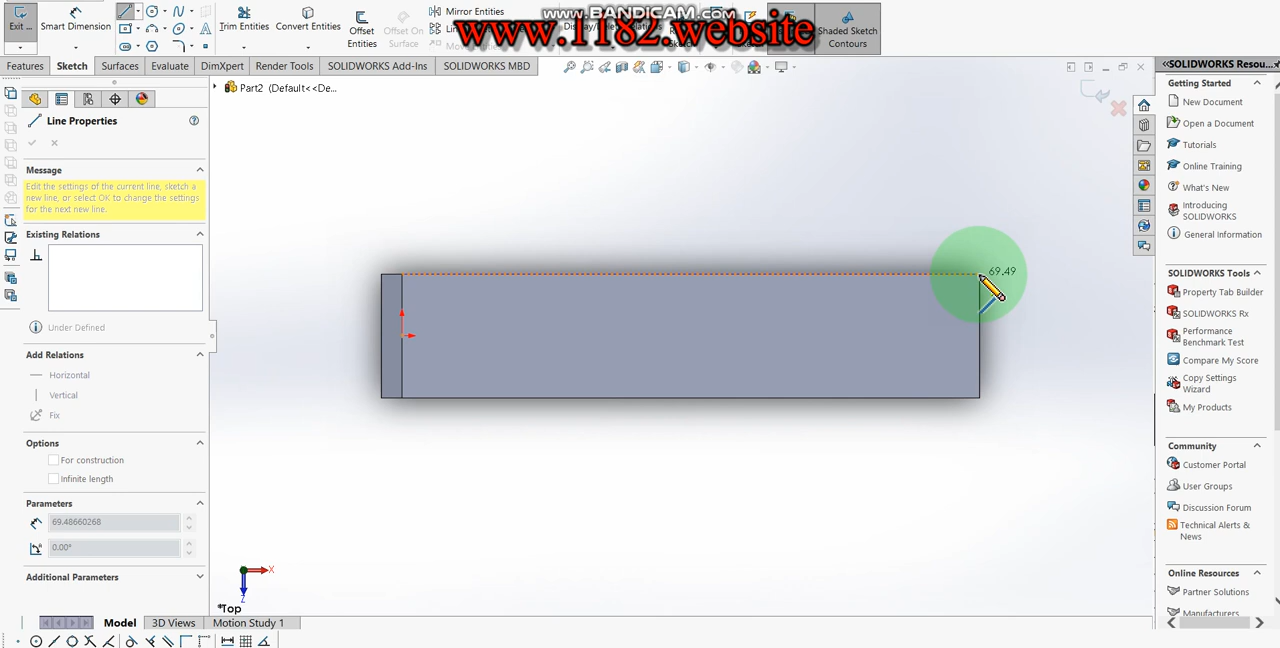 www.BANDICAM.com
www.1182.website
Exit ...
Smart Dimension
Trim Entities
Convert Entities
Offset
Entities
Offset On
Surface
Mirror Entities
Shaded Sketch
Contours
Features
Sketch
Surfaces
Evaluate
DimXpert
Render Tools
SOLIDWORKS Add-Ins
SOLIDWORKS MBD
Part2 (Default<<De...
Line Properties
Message
Edit the settings of the current line, sketch a
new line, or select OK to change the settings
for the next new line.
Existing Relations
Under Defined
Add Relations
Horizontal
Vertical
Fix
Options
For construction
Infinite length
Parameters
69.48660268
0.00°
Additional Parameters
69.49
X
Z
*Top
Model
3D Views
Motion Study 1
SOLIDWORKS Resou...
Getting Started
New Document
Open a Document
Tutorials
Online Training
What's New
Introducing
SOLIDWORKS
General Information
SOLIDWORKS Tools
Property Tab Builder
SOLIDWORKS Rx
Performance
Benchmark Test
Compare My Score
Copy Settings
Wizard
My Products
Community
Customer Portal
User Groups
Discussion Forum
Technical Alerts &
News
Online Resources
Partner Solutions
Manufacturers